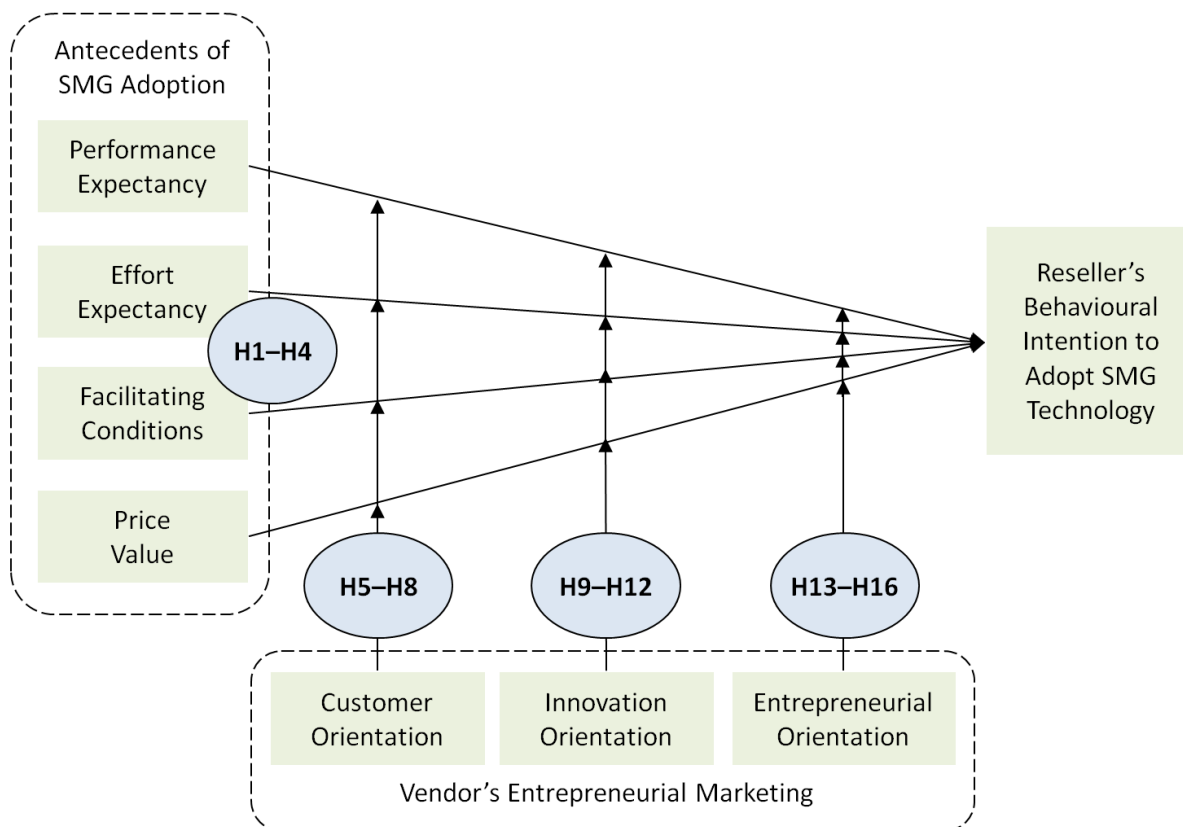 Antecedents of
SMG Adoption
Performance
Expectancy
Effort
Expectancy
H1–H4
Facilitating
Conditions
Price
Value
Reseller’s
Behavioural
Intention to
Adopt SMG
Technology
H5–H8
H9–H12
H13–H16
Customer
Orientation
Innovation
Orientation
Entrepreneurial
Orientation
Vendor’s Entrepreneurial Marketing